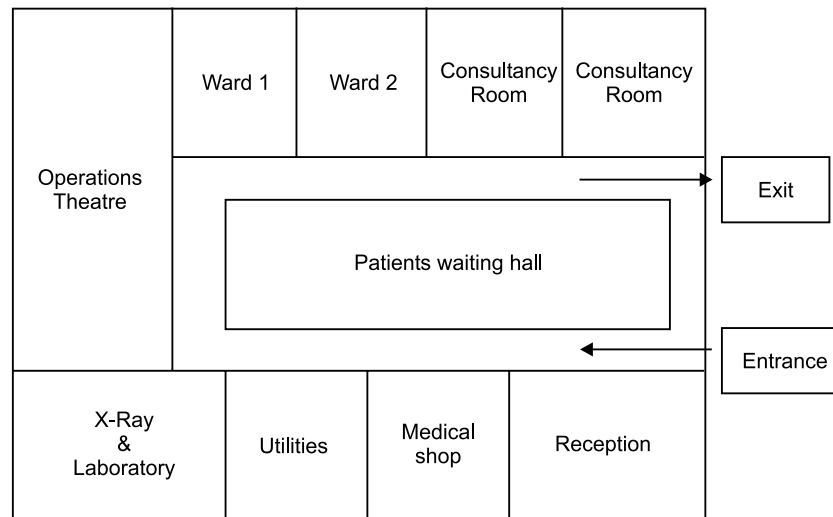 Ward 1
Ward 2
Consultancy
Room
Consultancy
Room
Operations
Theatre
Exit
Patients waiting hall
Entrance
X-Ray
&
Laboratory
Utilities
Medical
shop
Reception